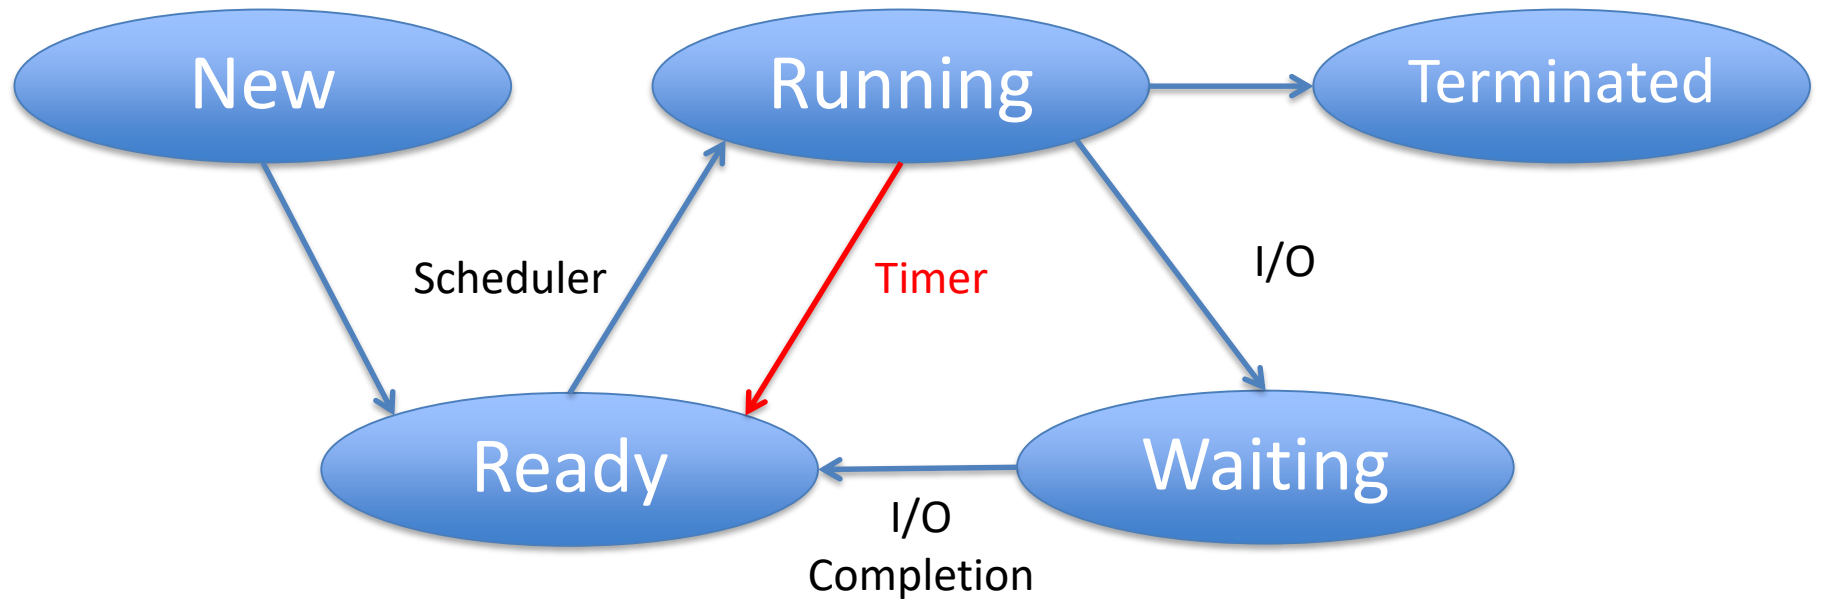 New
Running
Terminated
Scheduler
Timer
I/O
Ready
Waiting
I/O
Completion